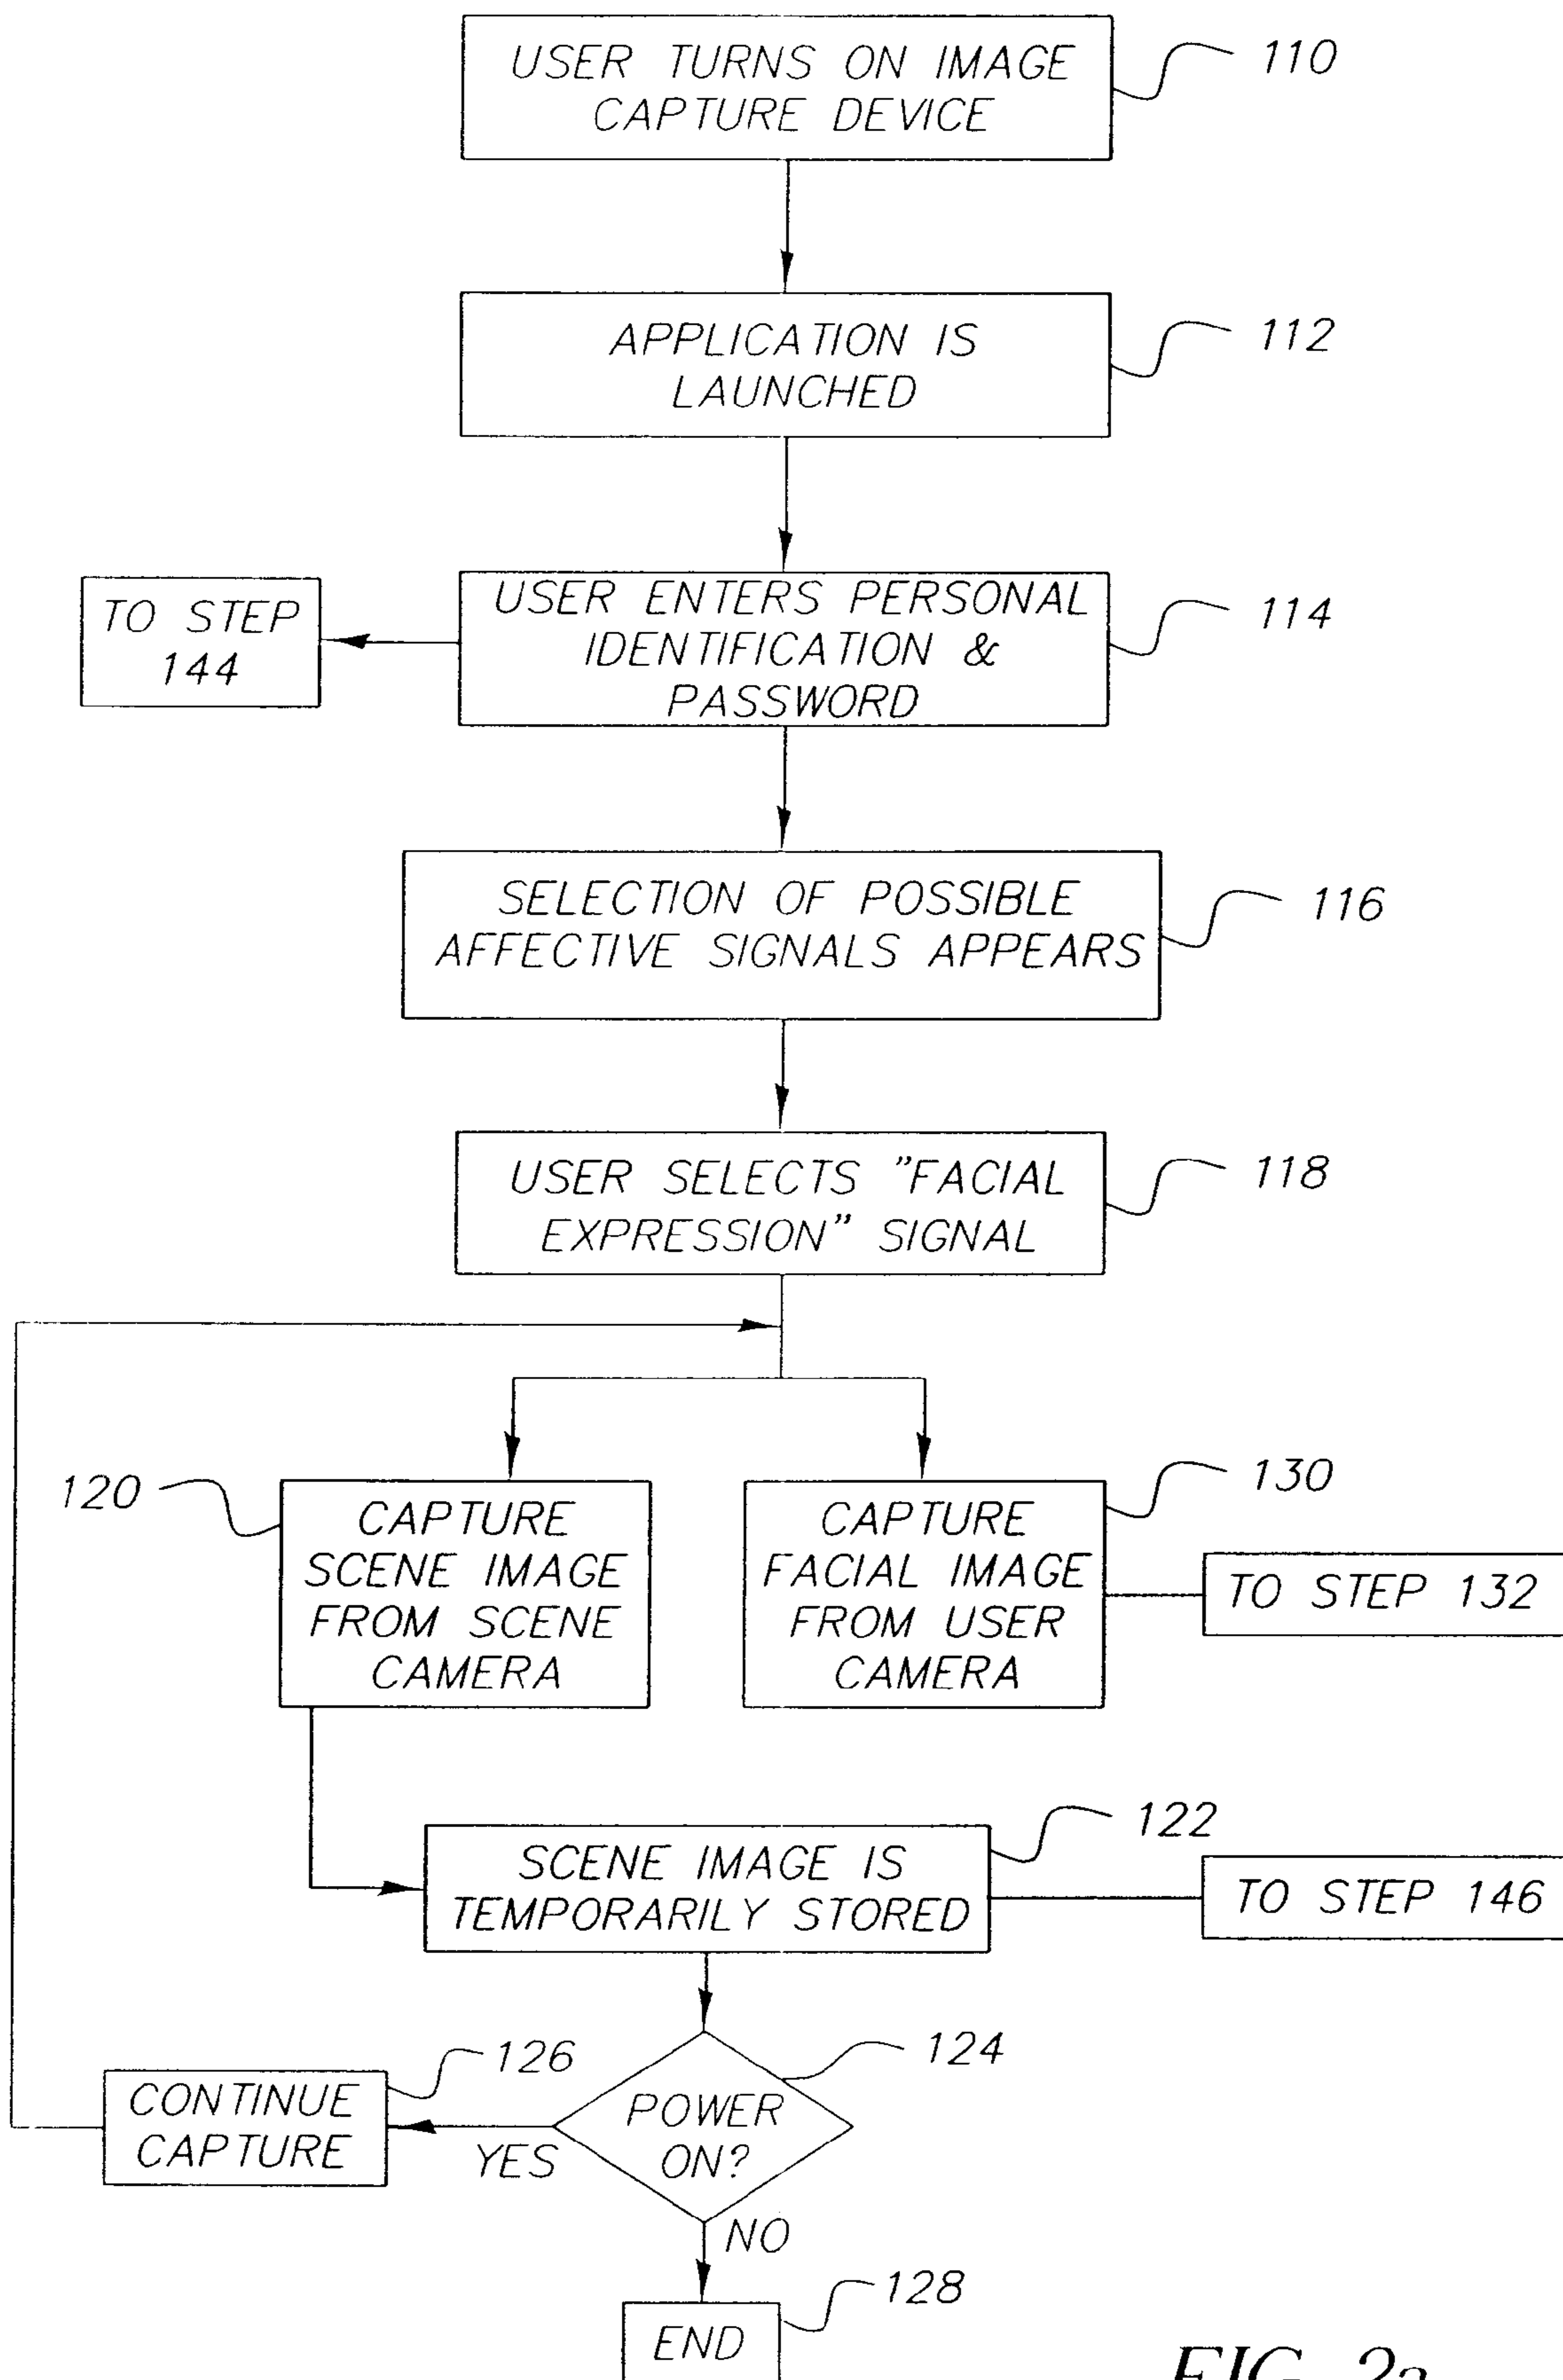 USER TURNS ON IMAGE
CAPTURE DEVICE
110
APPLICATION IS
LAUNCHED
112
TO STEP
144
USER ENTERS PERSONAL
IDENTIFICATION &
PASSWORD
114
SELECTION OF POSSIBLE
AFFECTIVE SIGNALS APPEARS
116
USER SELECTS "FACIAL
EXPRESSION" SIGNAL
118
120
CAPTURE
SCENE IMAGE
FROM SCENE
CAMERA
CAPTURE
FACIAL IMAGE
FROM USER
CAMERA
130
TO STEP 132
SCENE IMAGE IS
TEMPORARILY STORED
122
TO STEP 146
POWER
ON?
124
YES
CONTINUE
CAPTURE
126
NO
END
128
FIG. 2a